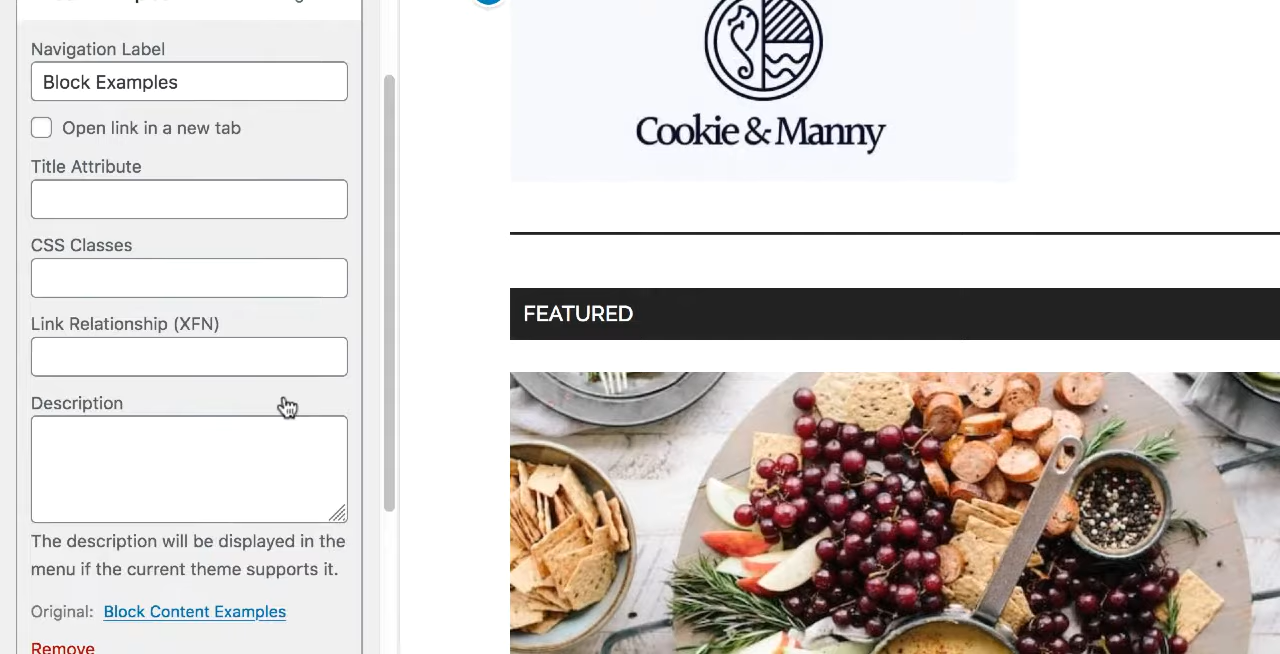 Navigation Label
Block Examples
Open link in a new tab
Title Attribute
CSS Classes
Link Relationship (XFN)
Description
The description will be displayed in the
menu if the current theme supports it.
Original: Block Content Examples
Remove
Cookie & Manny
FEATURED